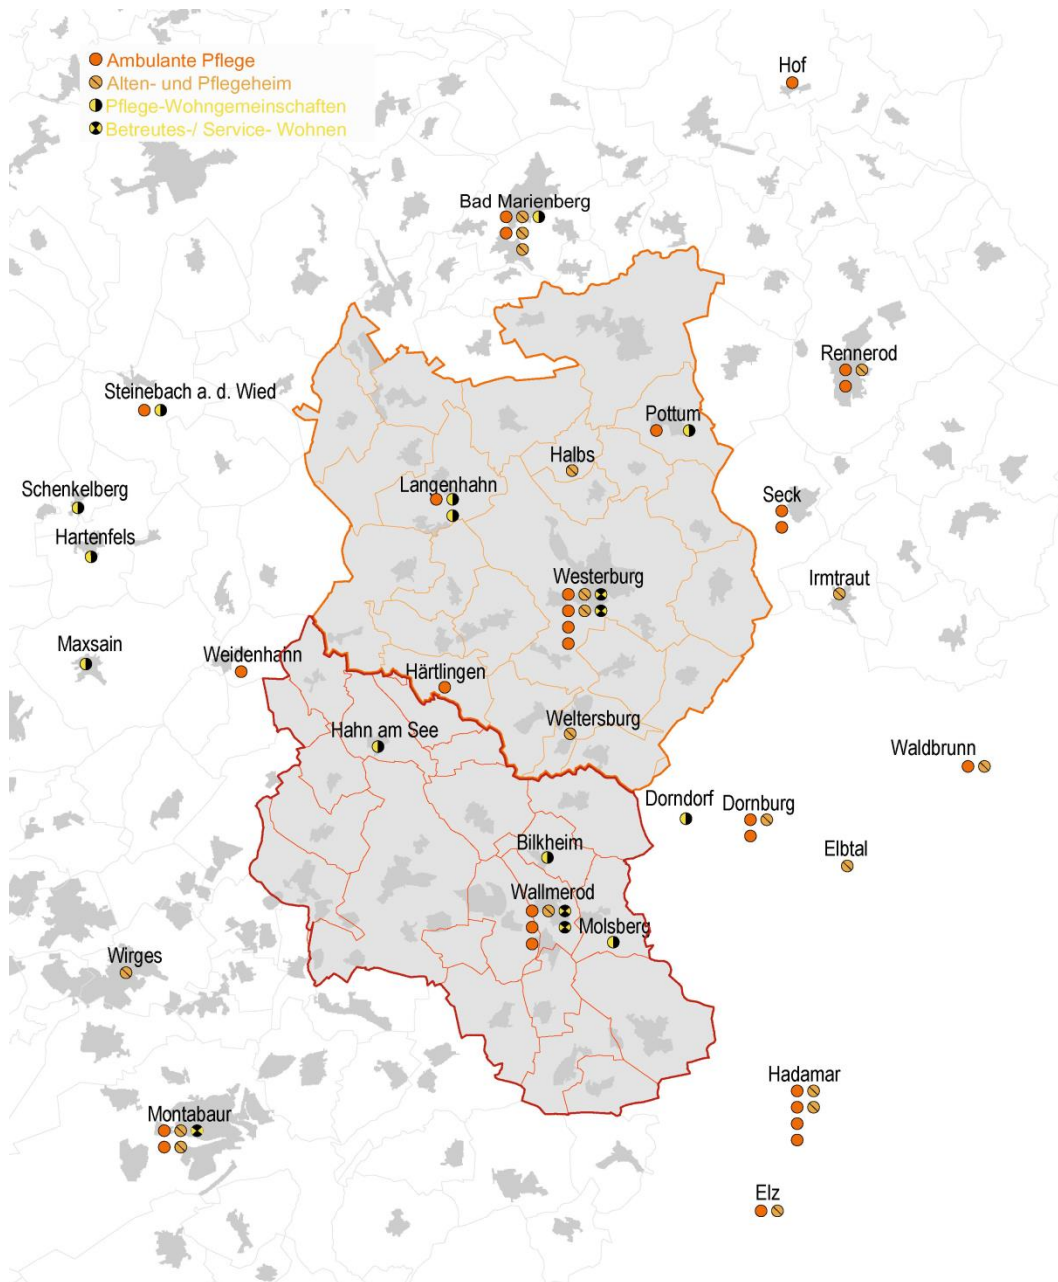 Ambulante Pflege
Alten- und Pflegeheim
Pflege-Wohngemeinschaften
Betreutes-/ Service- Wohnen
Hof
Bad Marienberg
Rennerod
Steinebach a. d. Wied
Pottum
Halbs
Langenhahn
Schenkelberg
Seck
Hartenfels
Westerburg
Irmtraut
Maxsain
Weidenhann
Härtlingen
Hahn am See
Weltersburg
Waldbrunn
Dorndorf
Dornburg
Bilkheim
Elbtal
Wallmerod
Molsberg
Wirges
Hadamar
Montabaur
Elz